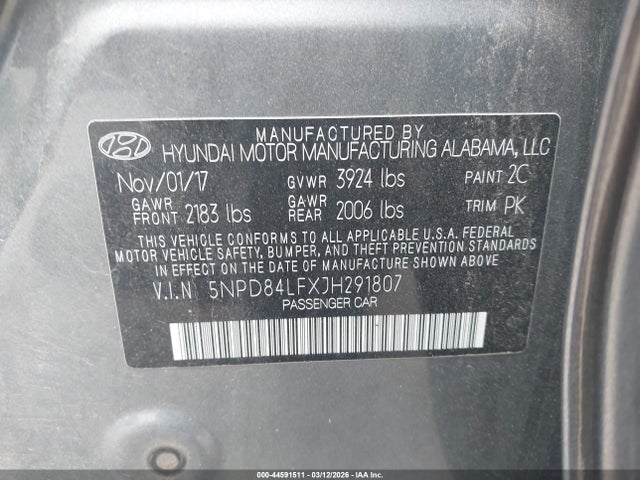 MANUFACTURED BY
HYUNDAI MOTOR MANUFACTURING ALABAMA, LLC
Nov/01/17 GVWR 3924 lbs PAINT 2C
GAWR FRONT 2183 lbs GAWR REAR 2006 lbs TRIM PK
THIS VEHICLE CONFORMS TO ALL APPLICABLE U.S.A. FEDERAL
MOTOR VEHICLE SAFETY, BUMPER, AND THEFT PREVENTION STANDARDS
IN EFFECT ON THE DATE OF MANUFACTURE SHOWN ABOVE.
V.I.N 5NPD84LFXJH291807
PASSENGER CAR
000-44591511 - 03/12/2026 - IAAI.COM